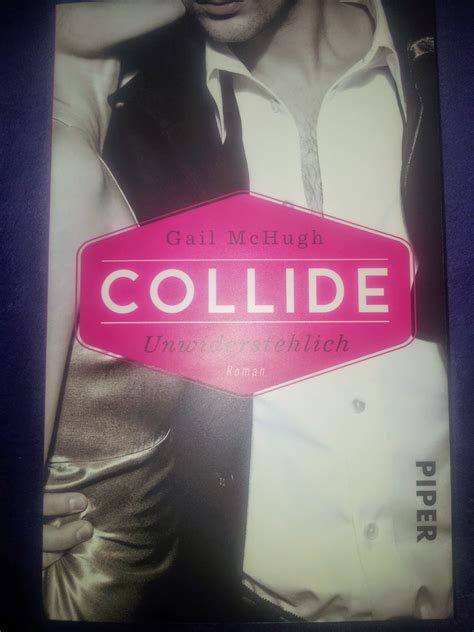 Gail McHugh
COLLIDE
Unwiderstehlich
Roman
PIPER